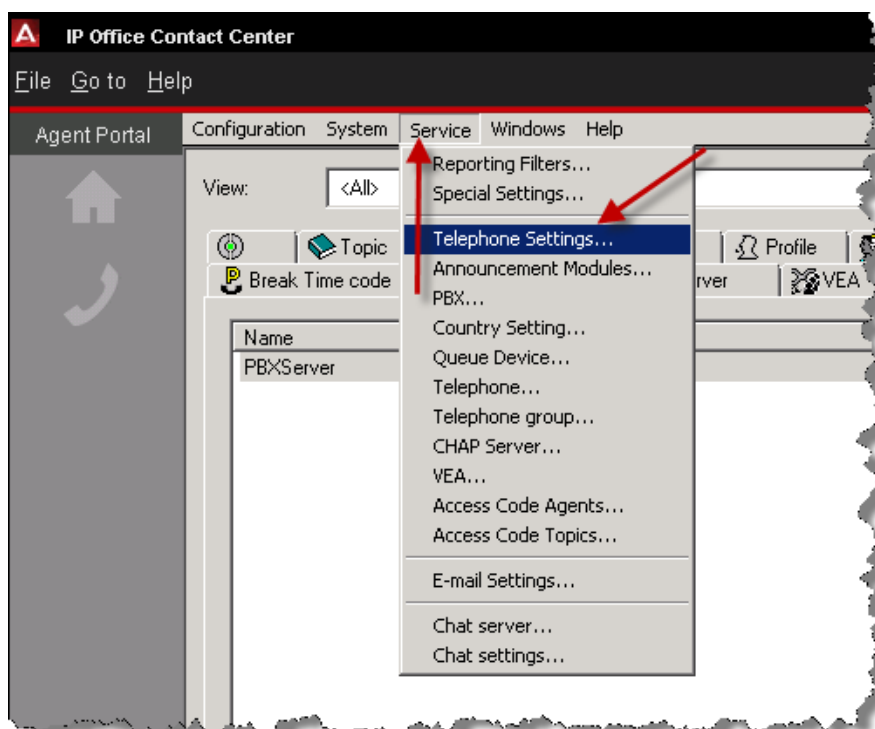 IP Office Contact Center
File Go to Help
Agent Portal
Configuration System Service Windows Help
View: <All>
Topic Profile
Break Time code rver VEA
Name
PBXServer
Reporting Filters...
Special Settings...
Telephone Settings...
Announcement Modules...
PBX...
Country Setting...
Queue Device...
Telephone...
Telephone group...
CHAP Server...
VEA...
Access Code Agents...
Access Code Topics...
E-mail Settings...
Chat server...
Chat settings...